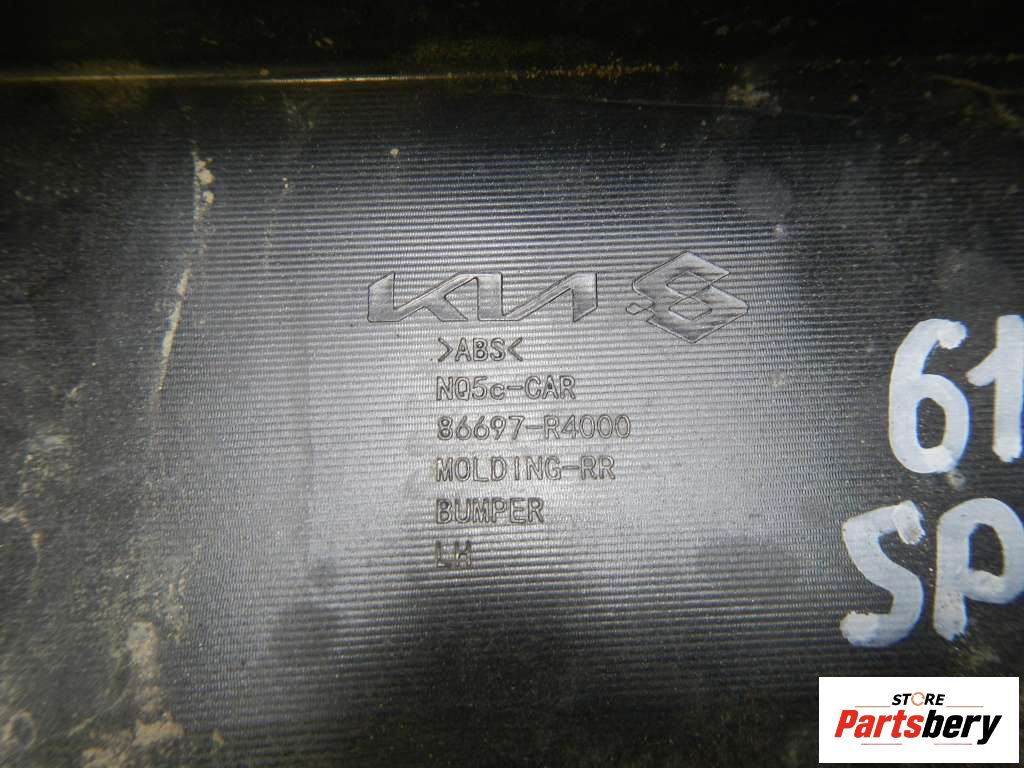 KIA
>ABS<
NQ5c-CAR
86697-R4000
MOLDING-RR
BUMPER
LH
61
SP
STORE
Partsbery